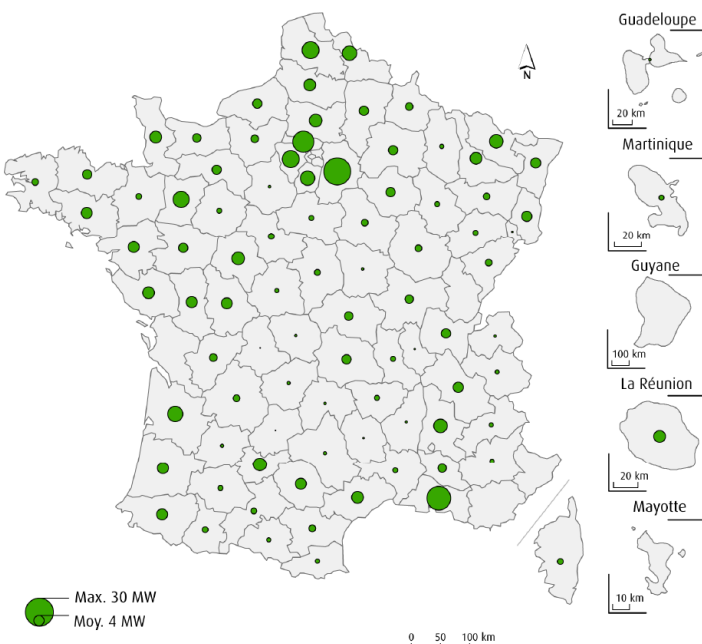 Guadeloupe
N
20 km
Martinique
20 km
Guyane
100 km
La Réunion
20 km
Mayotte
10 km
Max. 30 MW
Moy. 4 MW
0 50 100 km